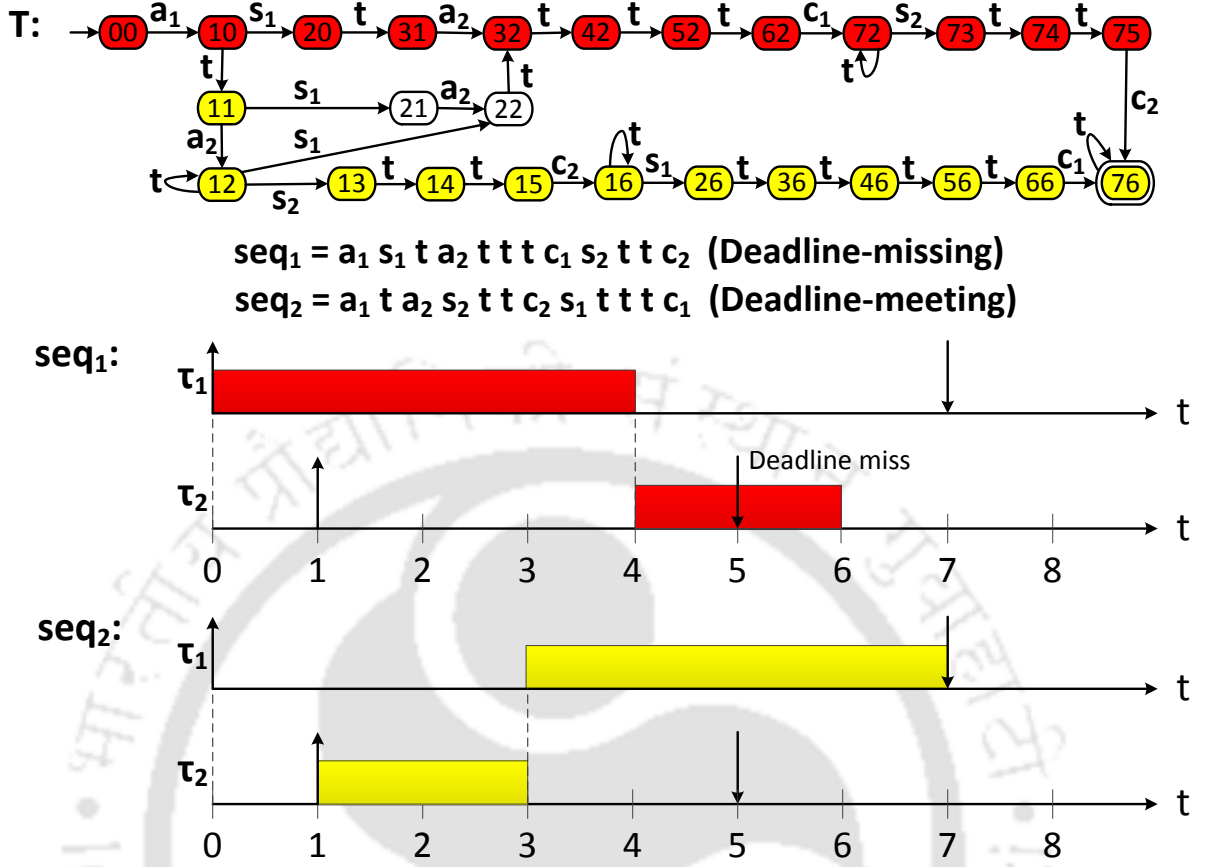 T: 00 a₁ 10 s₁ 20 t 31 a₂ 32 t 42 t 52 t 62 c₁ 72 s₂ 73 t 74 t 75
t t t c₂
11 s₁ 21 a₂ 22
a₂ s₁ t
t 12 s₂ 13 t 14 t 15 c₂ 16 s₁ 26 t 36 t 46 t 56 t 66 c₁ 76
seq₁ = a₁ s₁ t a₂ t t t c₁ s₂ t t c₂ (Deadline-missing)
seq₂ = a₁ t a₂ s₂ t t c₂ s₁ t t t c₁ (Deadline-meeting)
seq₁:
τ₁ t
Deadline miss
τ₂ t
0 1 2 3 4 5 6 7 8
seq₂:
τ₁ t
τ₂ t
0 1 2 3 4 5 6 7 8